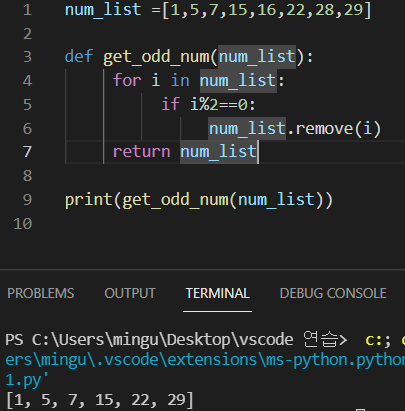 1 num_list =[1,5,7,15,16,22,28,29]
2
3 def get_odd_num(num_list):
4 for i in num_list:
5 if i%2==0:
6 num_list.remove(i)
7 return num_list
8
9 print(get_odd_num(num_list))
10
PROBLEMS OUTPUT TERMINAL DEBUG CONSOLE
PS C:\Users\mingu\Desktop\vscode 연습> c:; c
ers\mingu\.vscode\extensions\ms-python.python
1.py'
[1, 5, 7, 15, 22, 29]